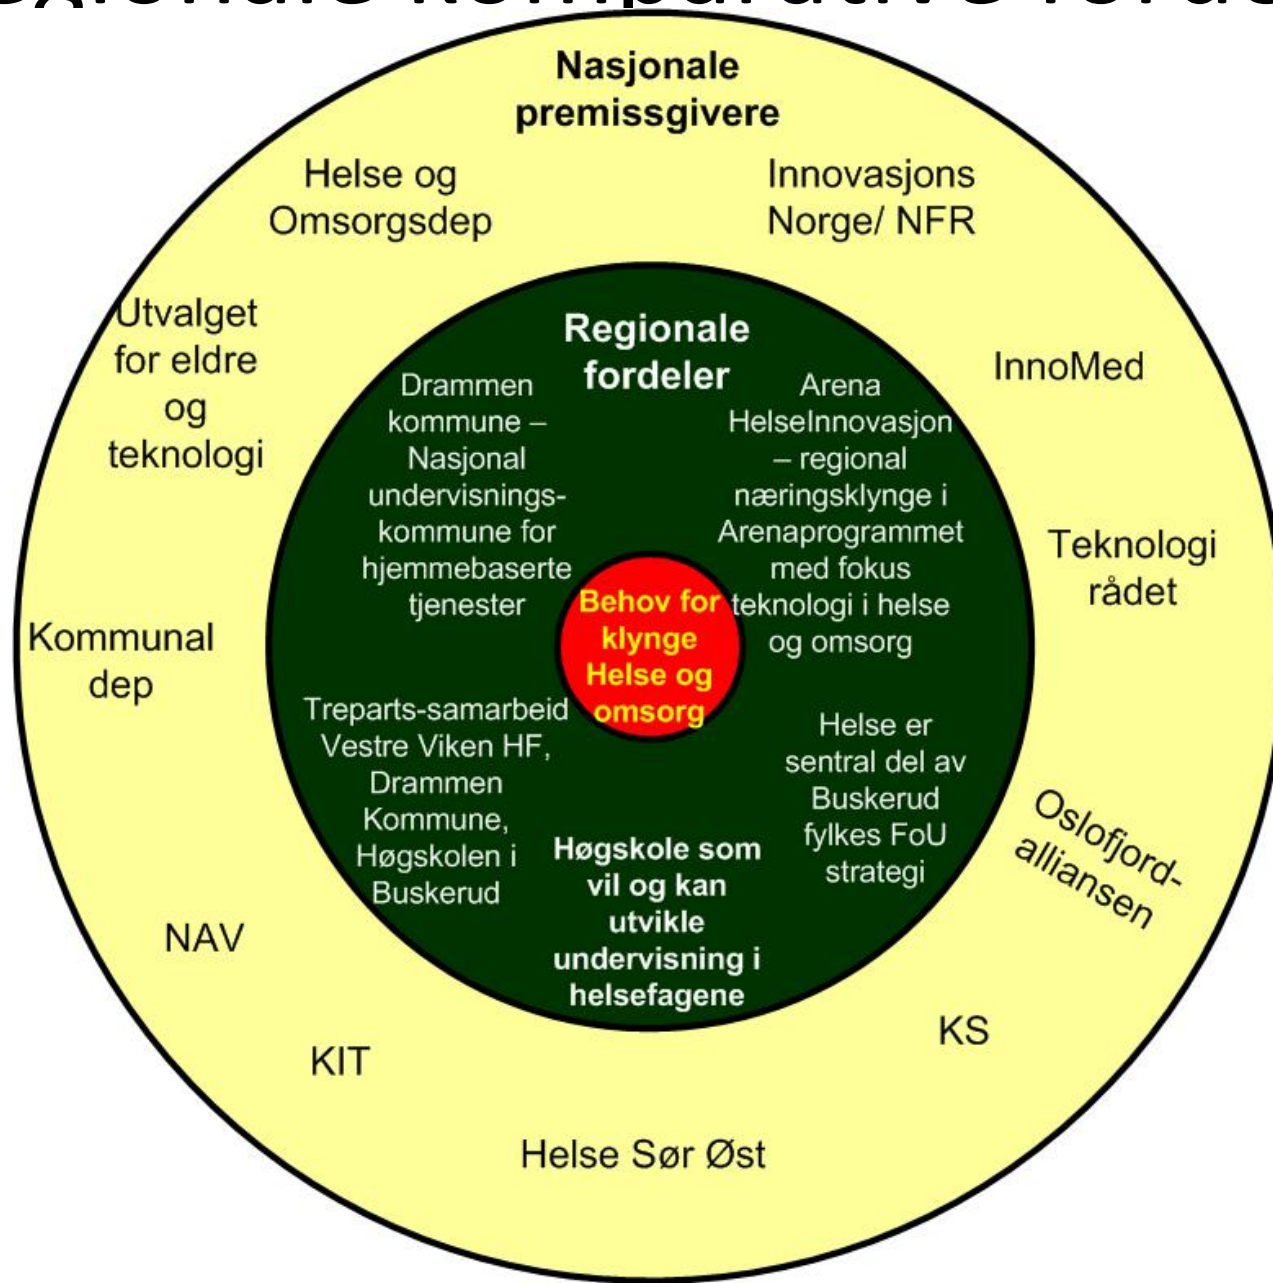 Nasjonale
premissgivere
Helse og
Omsorgsdep
Innovasjons
Norge/ NFR
Utvalget
for eldre
og
teknologi
InnoMed
Teknologi
rådet
Kommunal
dep
Oslofjord-
alliansen
NAV
KS
KIT
Helse Sør Øst
Regionale
fordeler
Drammen
kommune –
Nasjonal
undervisnings-
kommune for
hjemmebaserte
tjenester
Arena
HelseInnovasjon
– regional
næringsklynge i
Arenaprogrammet
med fokus
teknologi i helse
og omsorg
Behov for
klynge
Helse og
omsorg
Treparts-samarbeid
Vestre Viken HF,
Drammen
Kommune,
Høgskolen i
Buskerud
Helse er
sentral del av
Buskerud
fylkes FoU
strategi
Høgskole som
vil og kan
utvikle
undervisning i
helsefagene